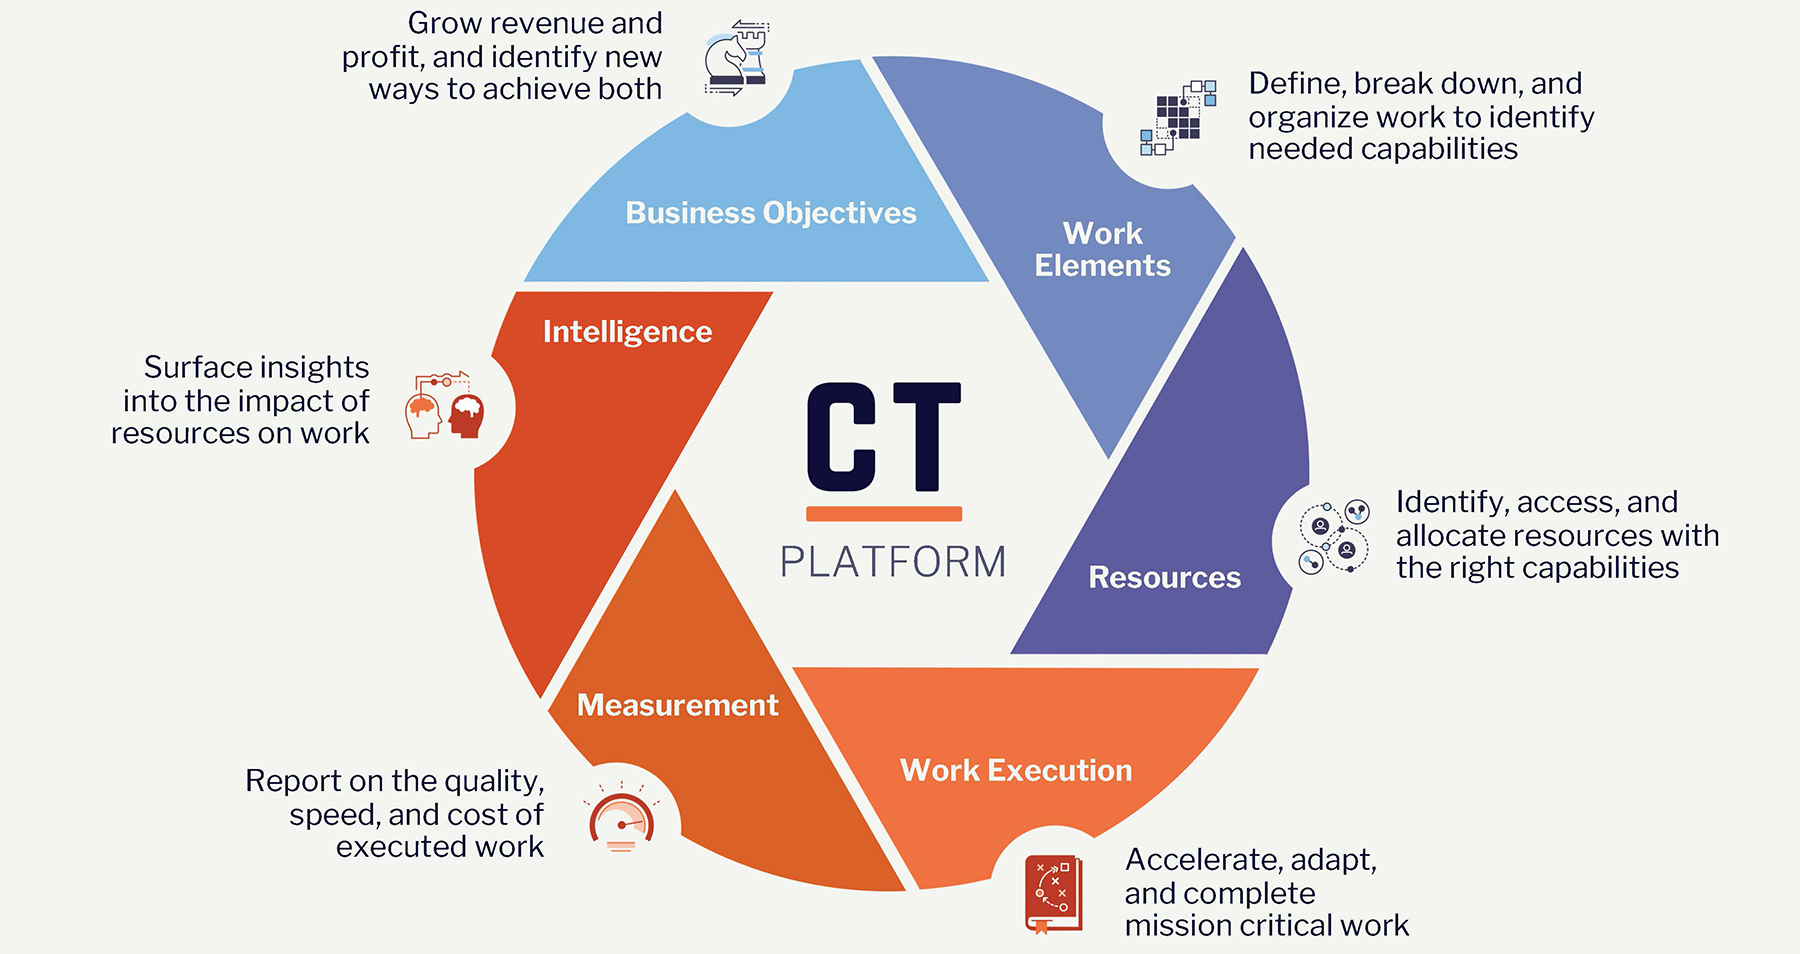 Grow revenue and
profit, and identify new
ways to achieve both
Business Objectives
Define, break down, and
organize work to identify
needed capabilities
Work
Elements
Identify, access, and
allocate resources with
the right capabilities
Resources
Accelerate, adapt,
and complete
mission critical work
Work Execution
Report on the quality,
speed, and cost of
executed work
Measurement
Surface insights
into the impact of
resources on work
Intelligence
CT
PLATFORM